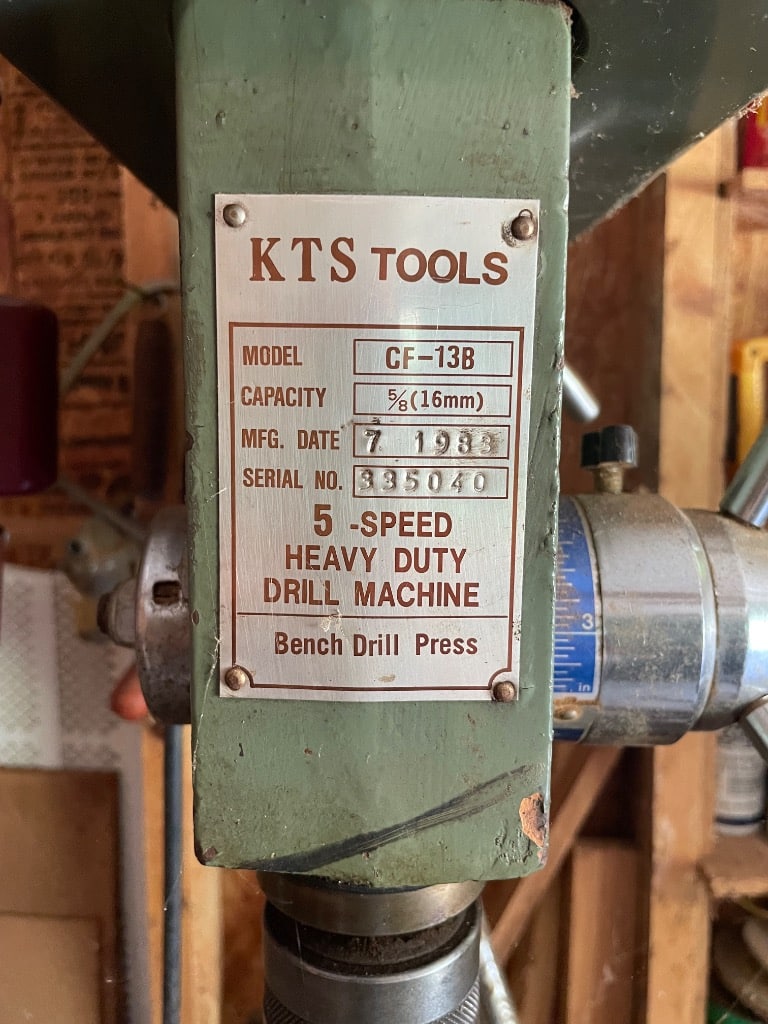 KTS TOOLS
MODEL CF-13B
CAPACITY 5/8(16mm)
MFG. DATE 7 1983
SERIAL NO. 335040
5 -SPEED
HEAVY DUTY
DRILL MACHINE
Bench Drill Press
3